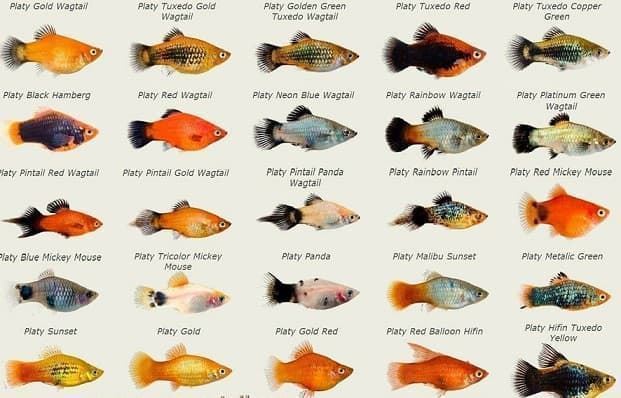 Platy Gold Wagtail
Platy Tuxedo Gold
Wagtail
Platy Golden Green
Tuxedo Wagtail
Platy Tuxedo Red
Platy Tuxedo Copper
Green
Platy Black Hamberg
Platy Red Wagtail
Platy Neon Blue Wagtail
Platy Rainbow Wagtail
Platy Platinum Green
Wagtail
Platy Pintail Red Wagtail
Platy Pintail Gold Wagtail
Platy Pintail Panda
Wagtail
Platy Rainbow Pintail
Platy Red Mickey Mouse
Platy Blue Mickey Mouse
Platy Tricolor Mickey
Mouse
Platy Panda
Platy Malibu Sunset
Platy Metalic Green
Platy Sunset
Platy Gold
Platy Gold Red
Platy Red Balloon Hifin
Platy Hifin Tuxedo
Yellow